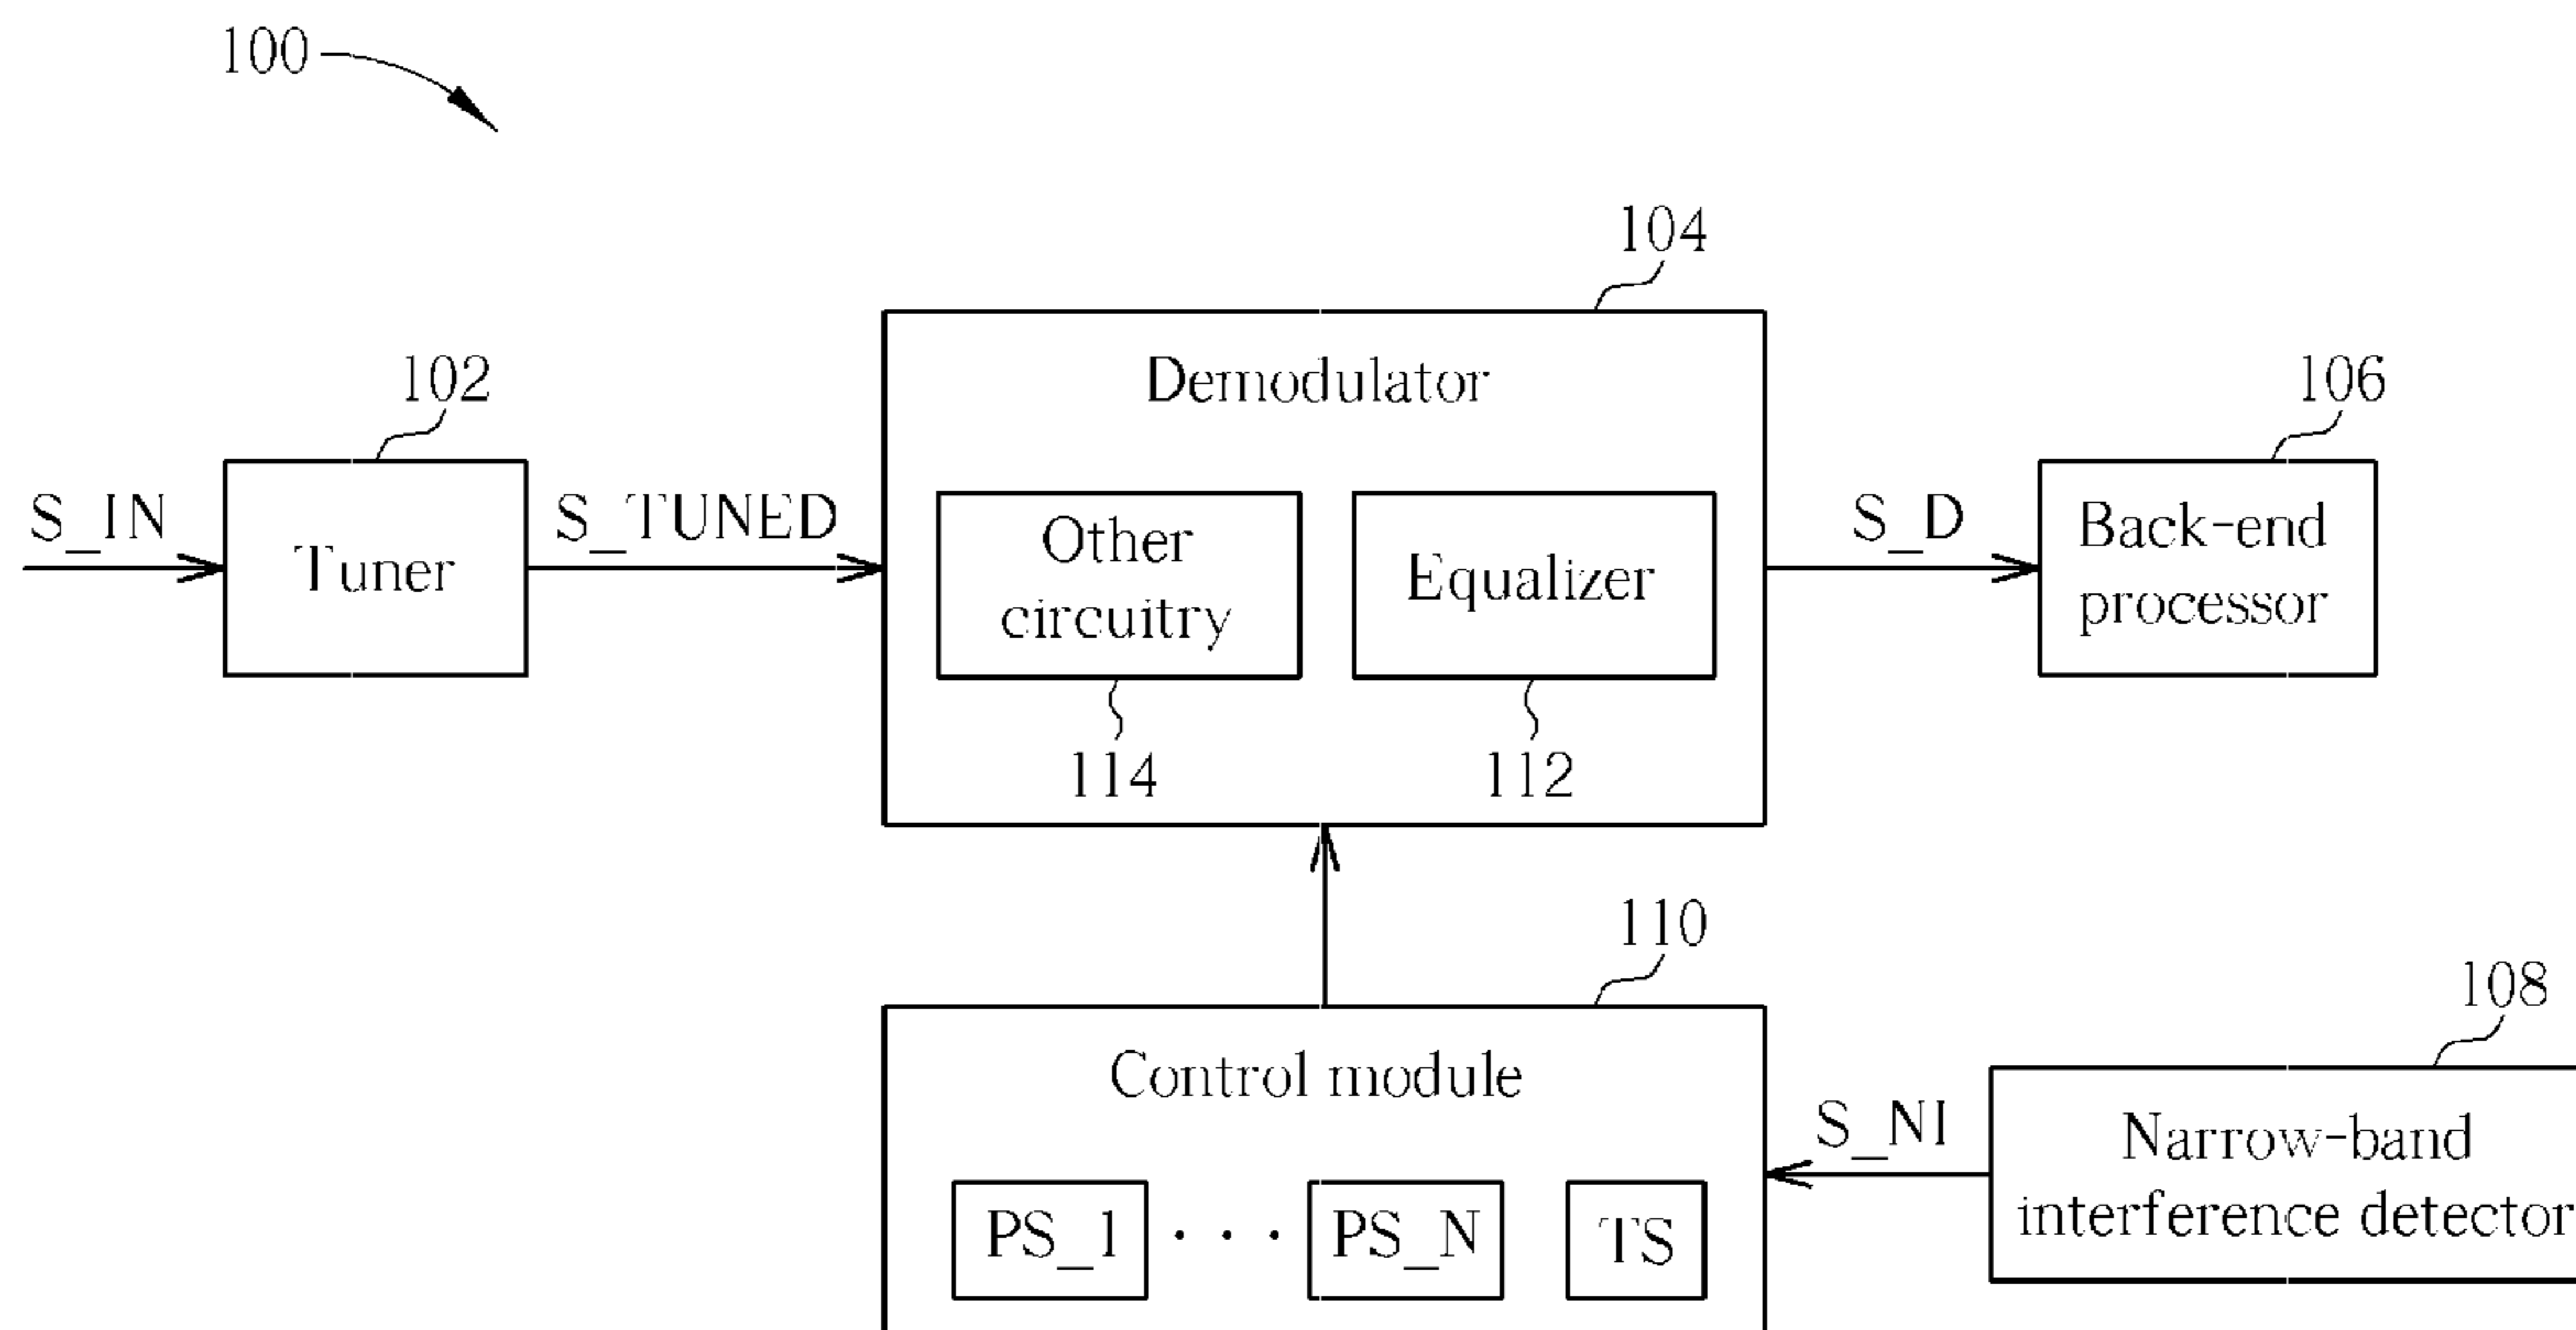 100
104
Demodulator
102
106
S_IN
Tuner
S_TUNED
Other
circuitry
Equalizer
S_D
Back-end
processor
114
112
110
108
Control module
S_NI
Narrow-band
interference detector
PS_1 · · · PS_N
TS